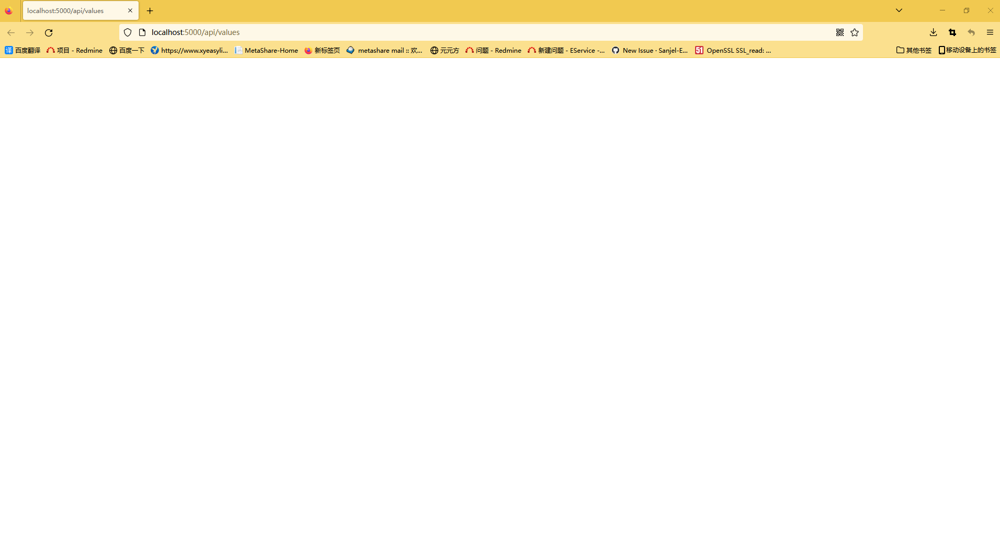 localhost:5000/api/values
localhost:5000/api/values
译 百度翻译 项目 - Redmine 百度一下 https://www.xyeasyli... MetaShare-Home 新标签页 metashare mail :: 欢... 元元方 问题 - Redmine 新建问题 - EService -... New Issue · Sanjel-E... 51 OpenSSL SSL_read: ... 其他书签 移动设备上的书签